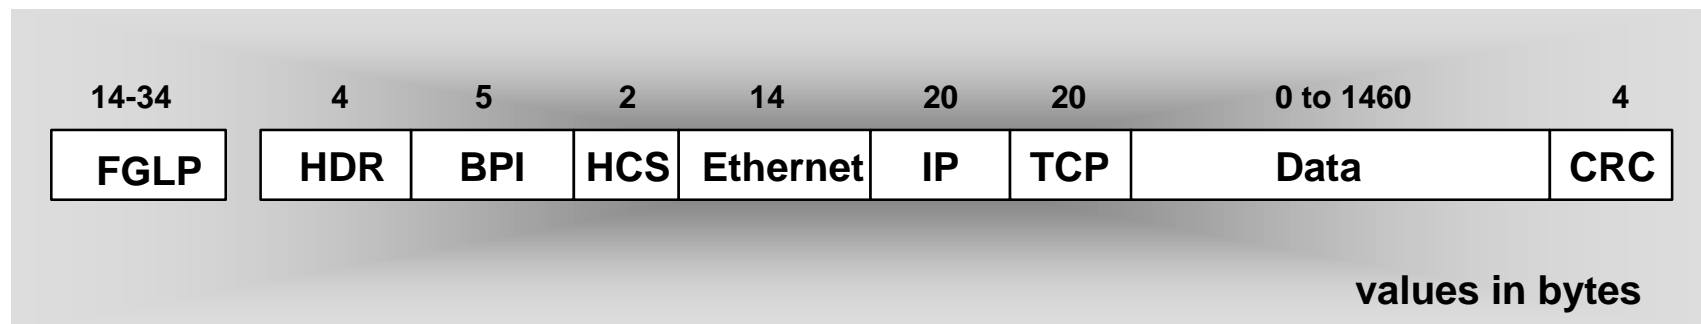 14-34 4 5 2 14 20 20 0 to 1460 4
FGLP HDR BPI HCS Ethernet IP TCP Data CRC
values in bytes